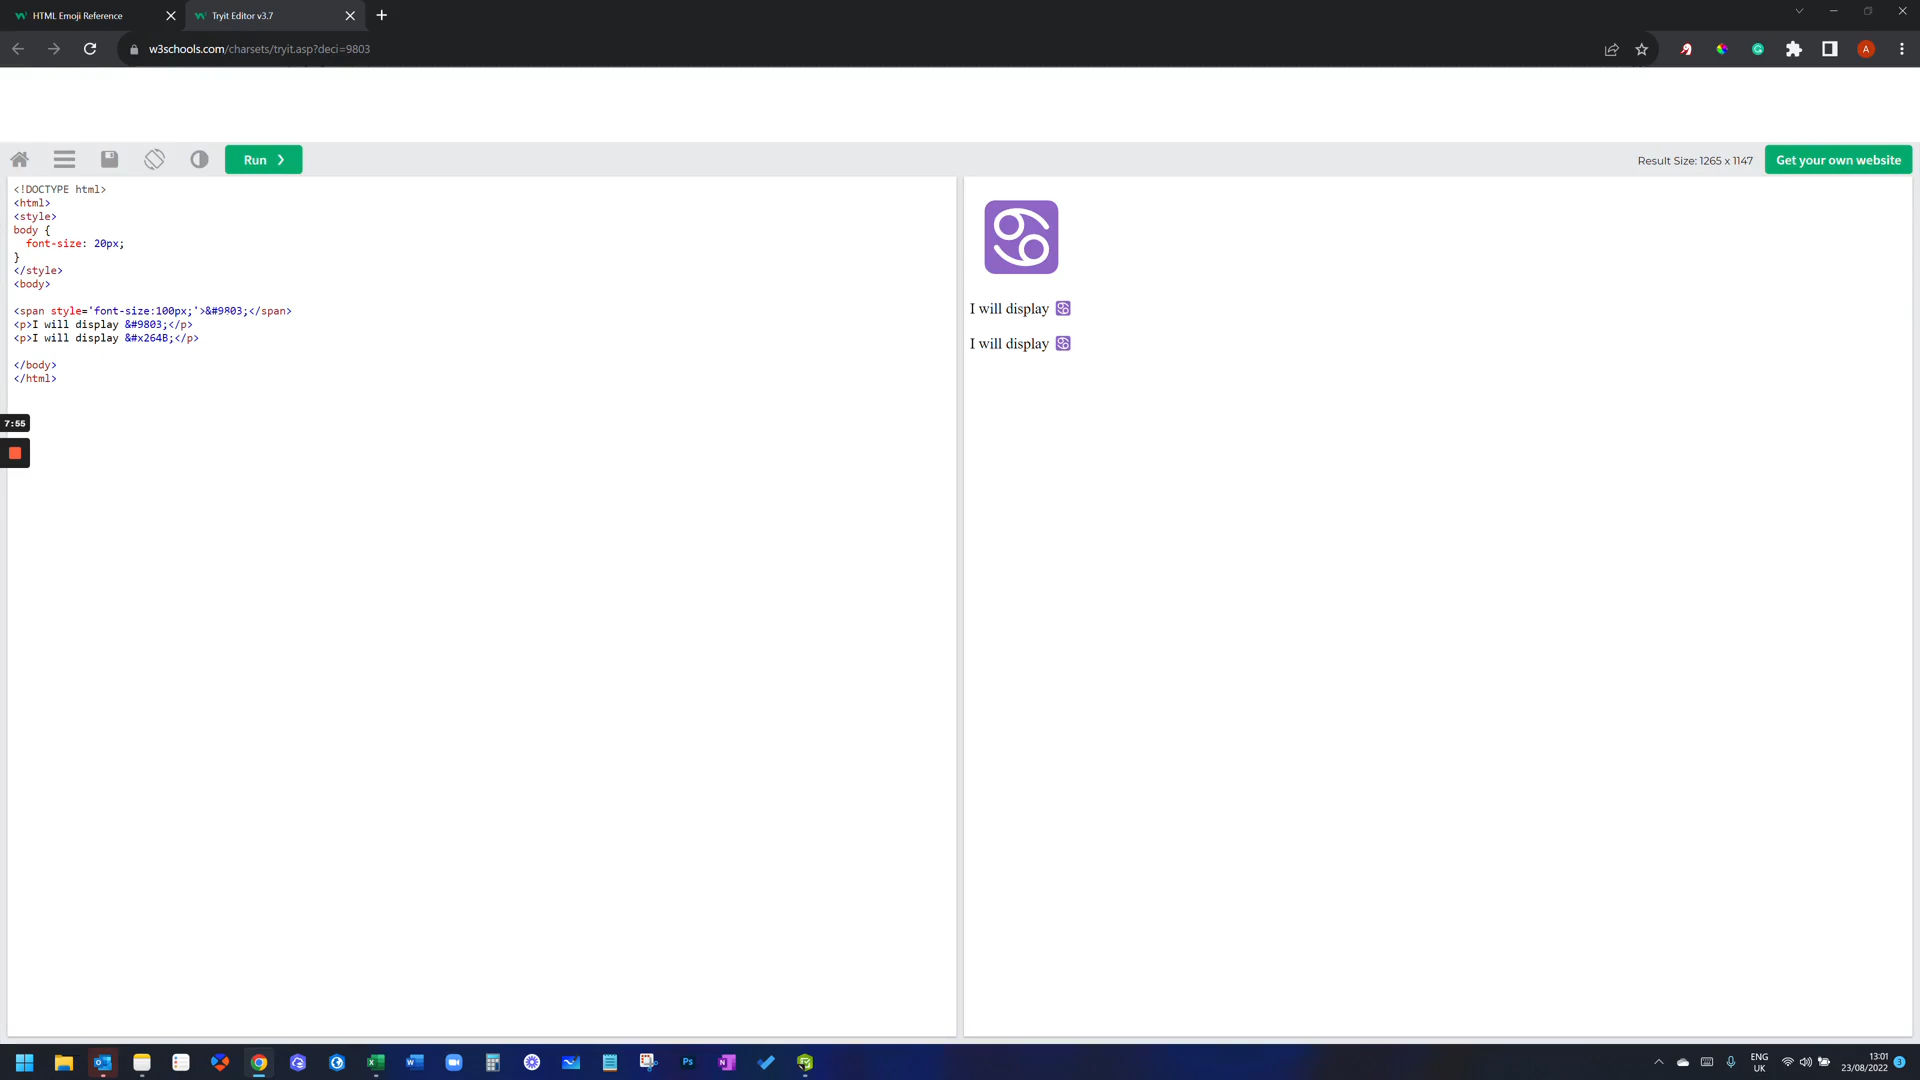 HTML Emoji Reference
Tryit Editor v3.7
w3schools.com/charsets/tryit.asp?deci=9803
A
Run ❯
Result Size: 1265 x 1147
Get your own website
<!DOCTYPE html>
<html>
<style>
body {
  font-size: 20px;
}
</style>
<body>
<span style='font-size:100px;'>&#9803;</span>
<p>I will display &#9803;</p>
<p>I will display &#x264B;</p>
</body>
</html>
♋
I will display ♋
I will display ♋
7:55
Ps
ENG
UK
13:01
23/08/2022
3